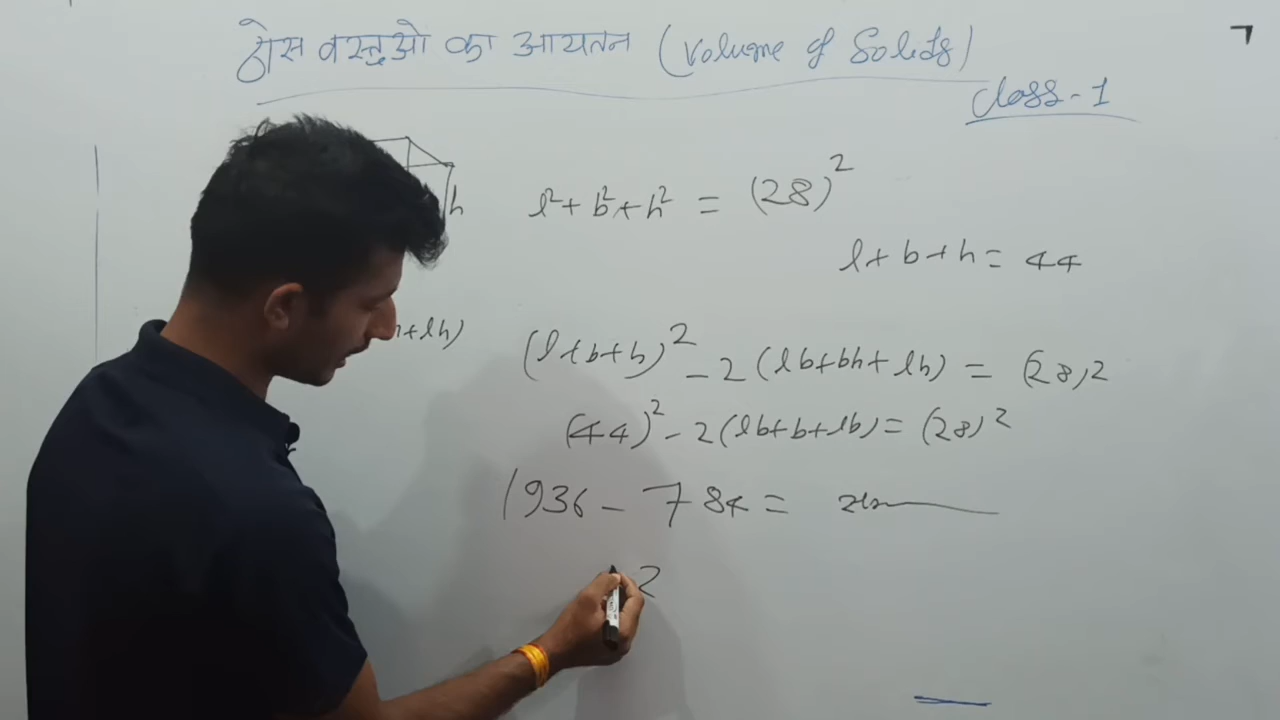 ठोस वस्तुओ का आयतन (Volume of Solids)
Class-1
h
l²+b²+h² = (28)²
l+b+h= 44
+lh)
(l+b+h)² - 2(lb+bh+lh) = (28)²
(44)² - 2(lb+b+lb) = (28)²
1936 - 784 =
2